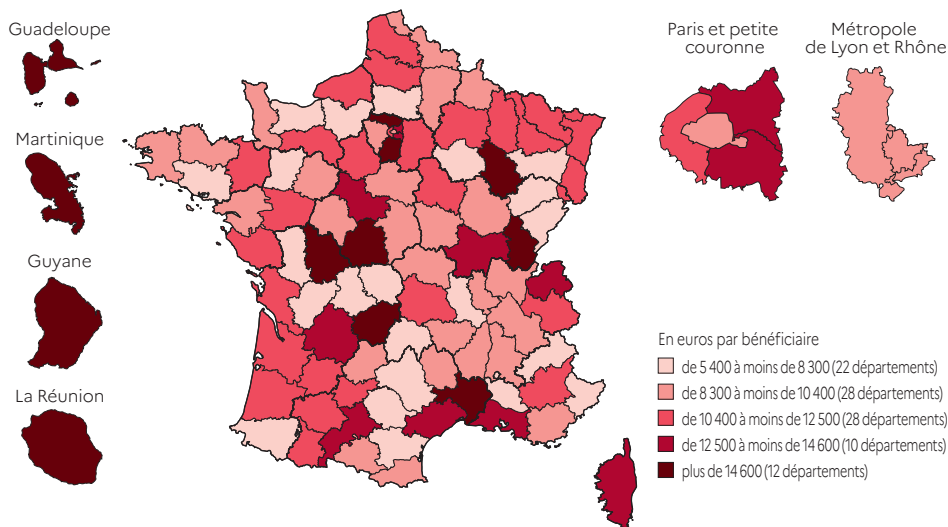 Guadeloupe
Martinique
Guyane
La Réunion
Paris et petite
couronne
Métropole
de Lyon et Rhône
En euros par bénéficiaire
de 5 400 à moins de 8 300 (22 départements)
de 8 300 à moins de 10 400 (28 départements)
de 10 400 à moins de 12 500 (28 départements)
de 12 500 à moins de 14 600 (10 départements)
plus de 14 600 (12 départements)